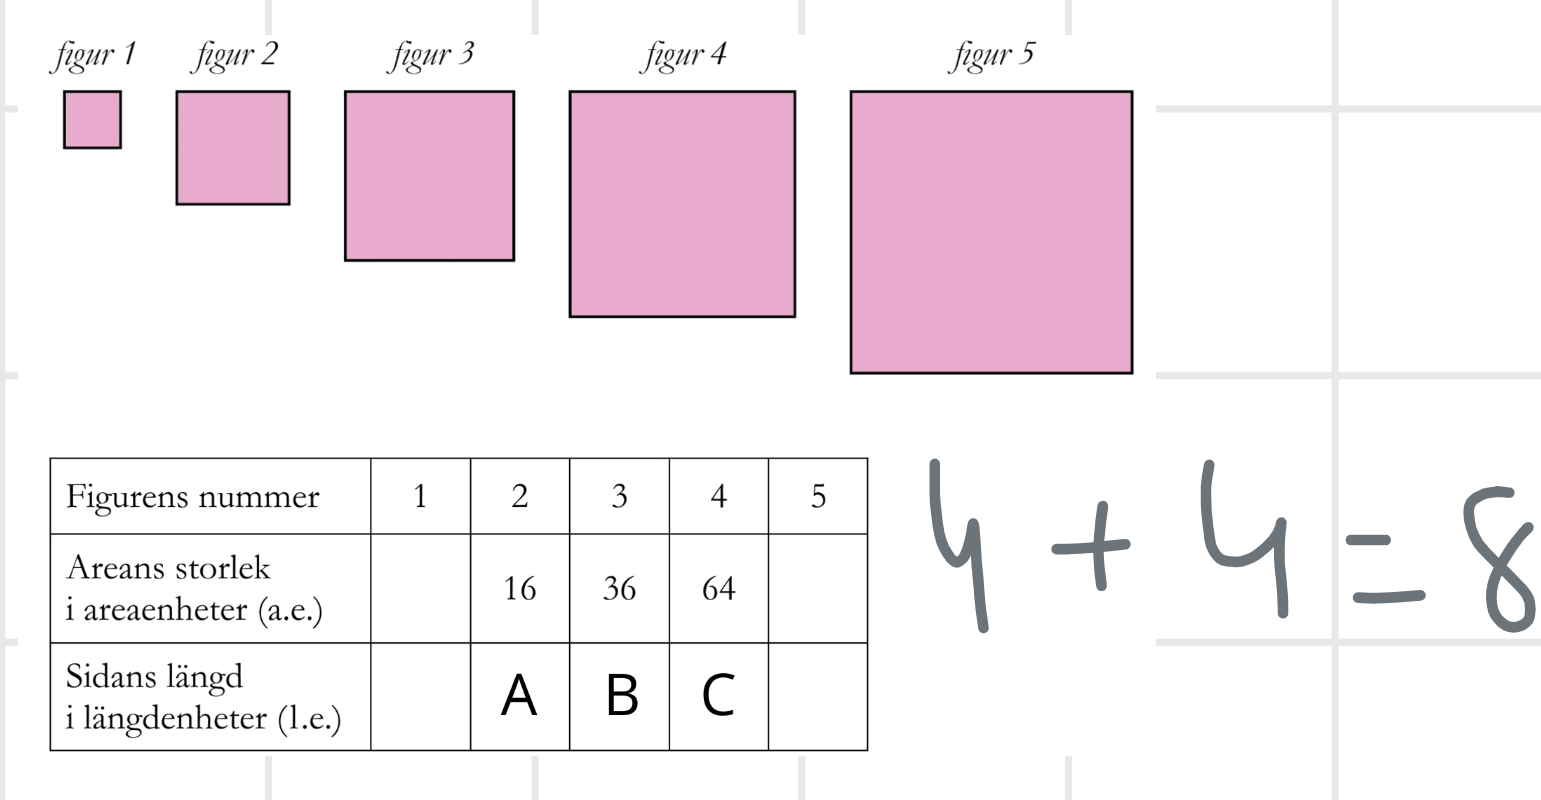 figur 1 figur 2 figur 3 figur 4 figur 5
Figurens nummer 1 2 3 4 5
4 + 4 = 8
Areans storlek
i areaenheter (a.e.) 16 36 64
Sidans längd
i längdenheter (l.e.) A B C